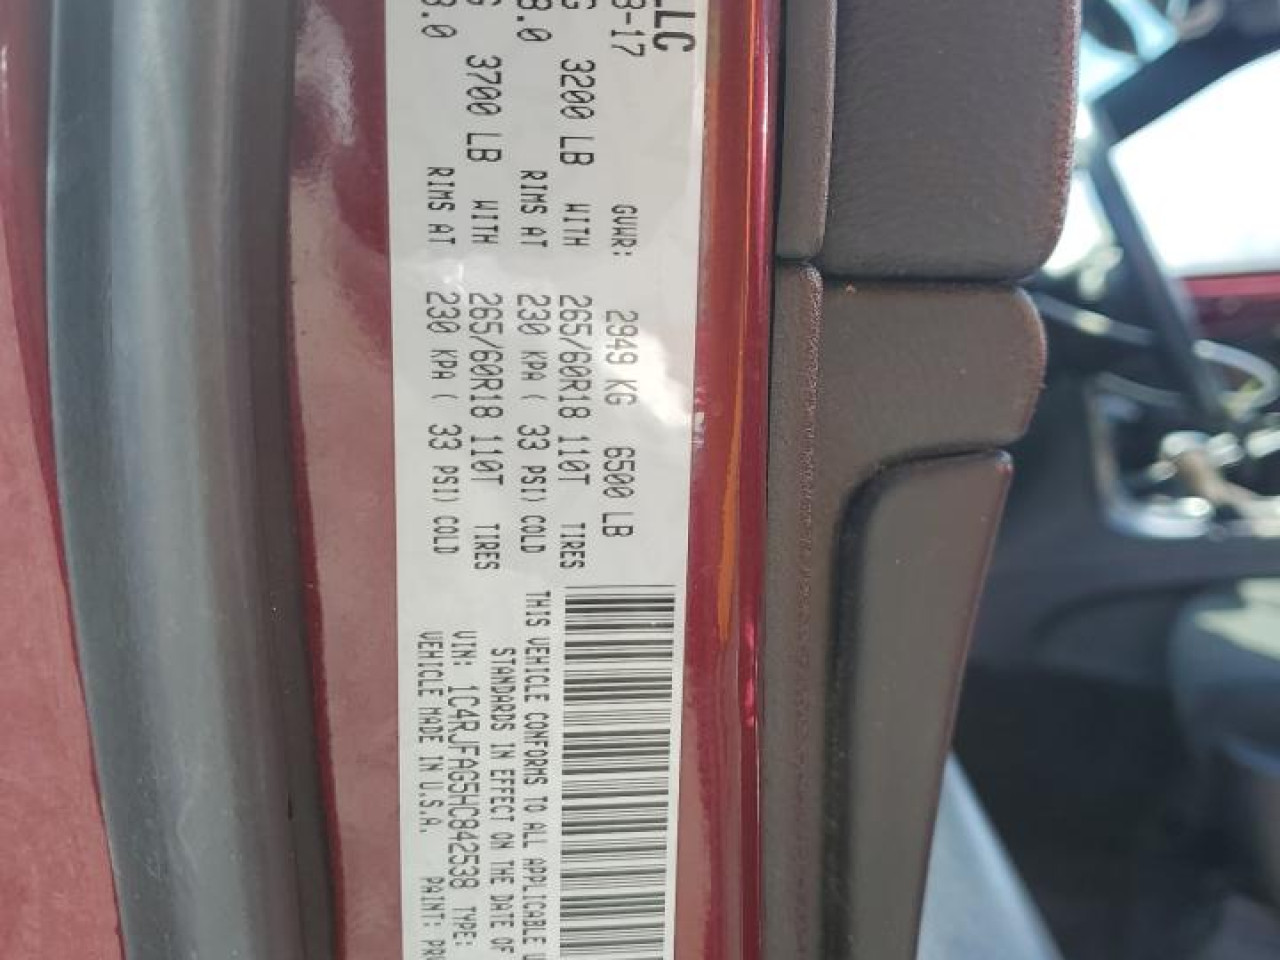 LLC
8-17 GVWR: 2949 KG 6500 LB
G 3200 LB WITH 265/60R18 110T TIRES
8.0 RIMS AT 230 KPA ( 33 PSI) COLD
G 3700 LB WITH 265/60R18 110T TIRES
8.0 RIMS AT 230 KPA ( 33 PSI) COLD
THIS VEHICLE CONFORMS TO ALL APPLICABLE
STANDARDS IN EFFECT ON THE DATE OF
VIN: 1C4RJFAG5HC842538 TYPE:
VEHICLE MADE IN U.S.A. PAINT: PR